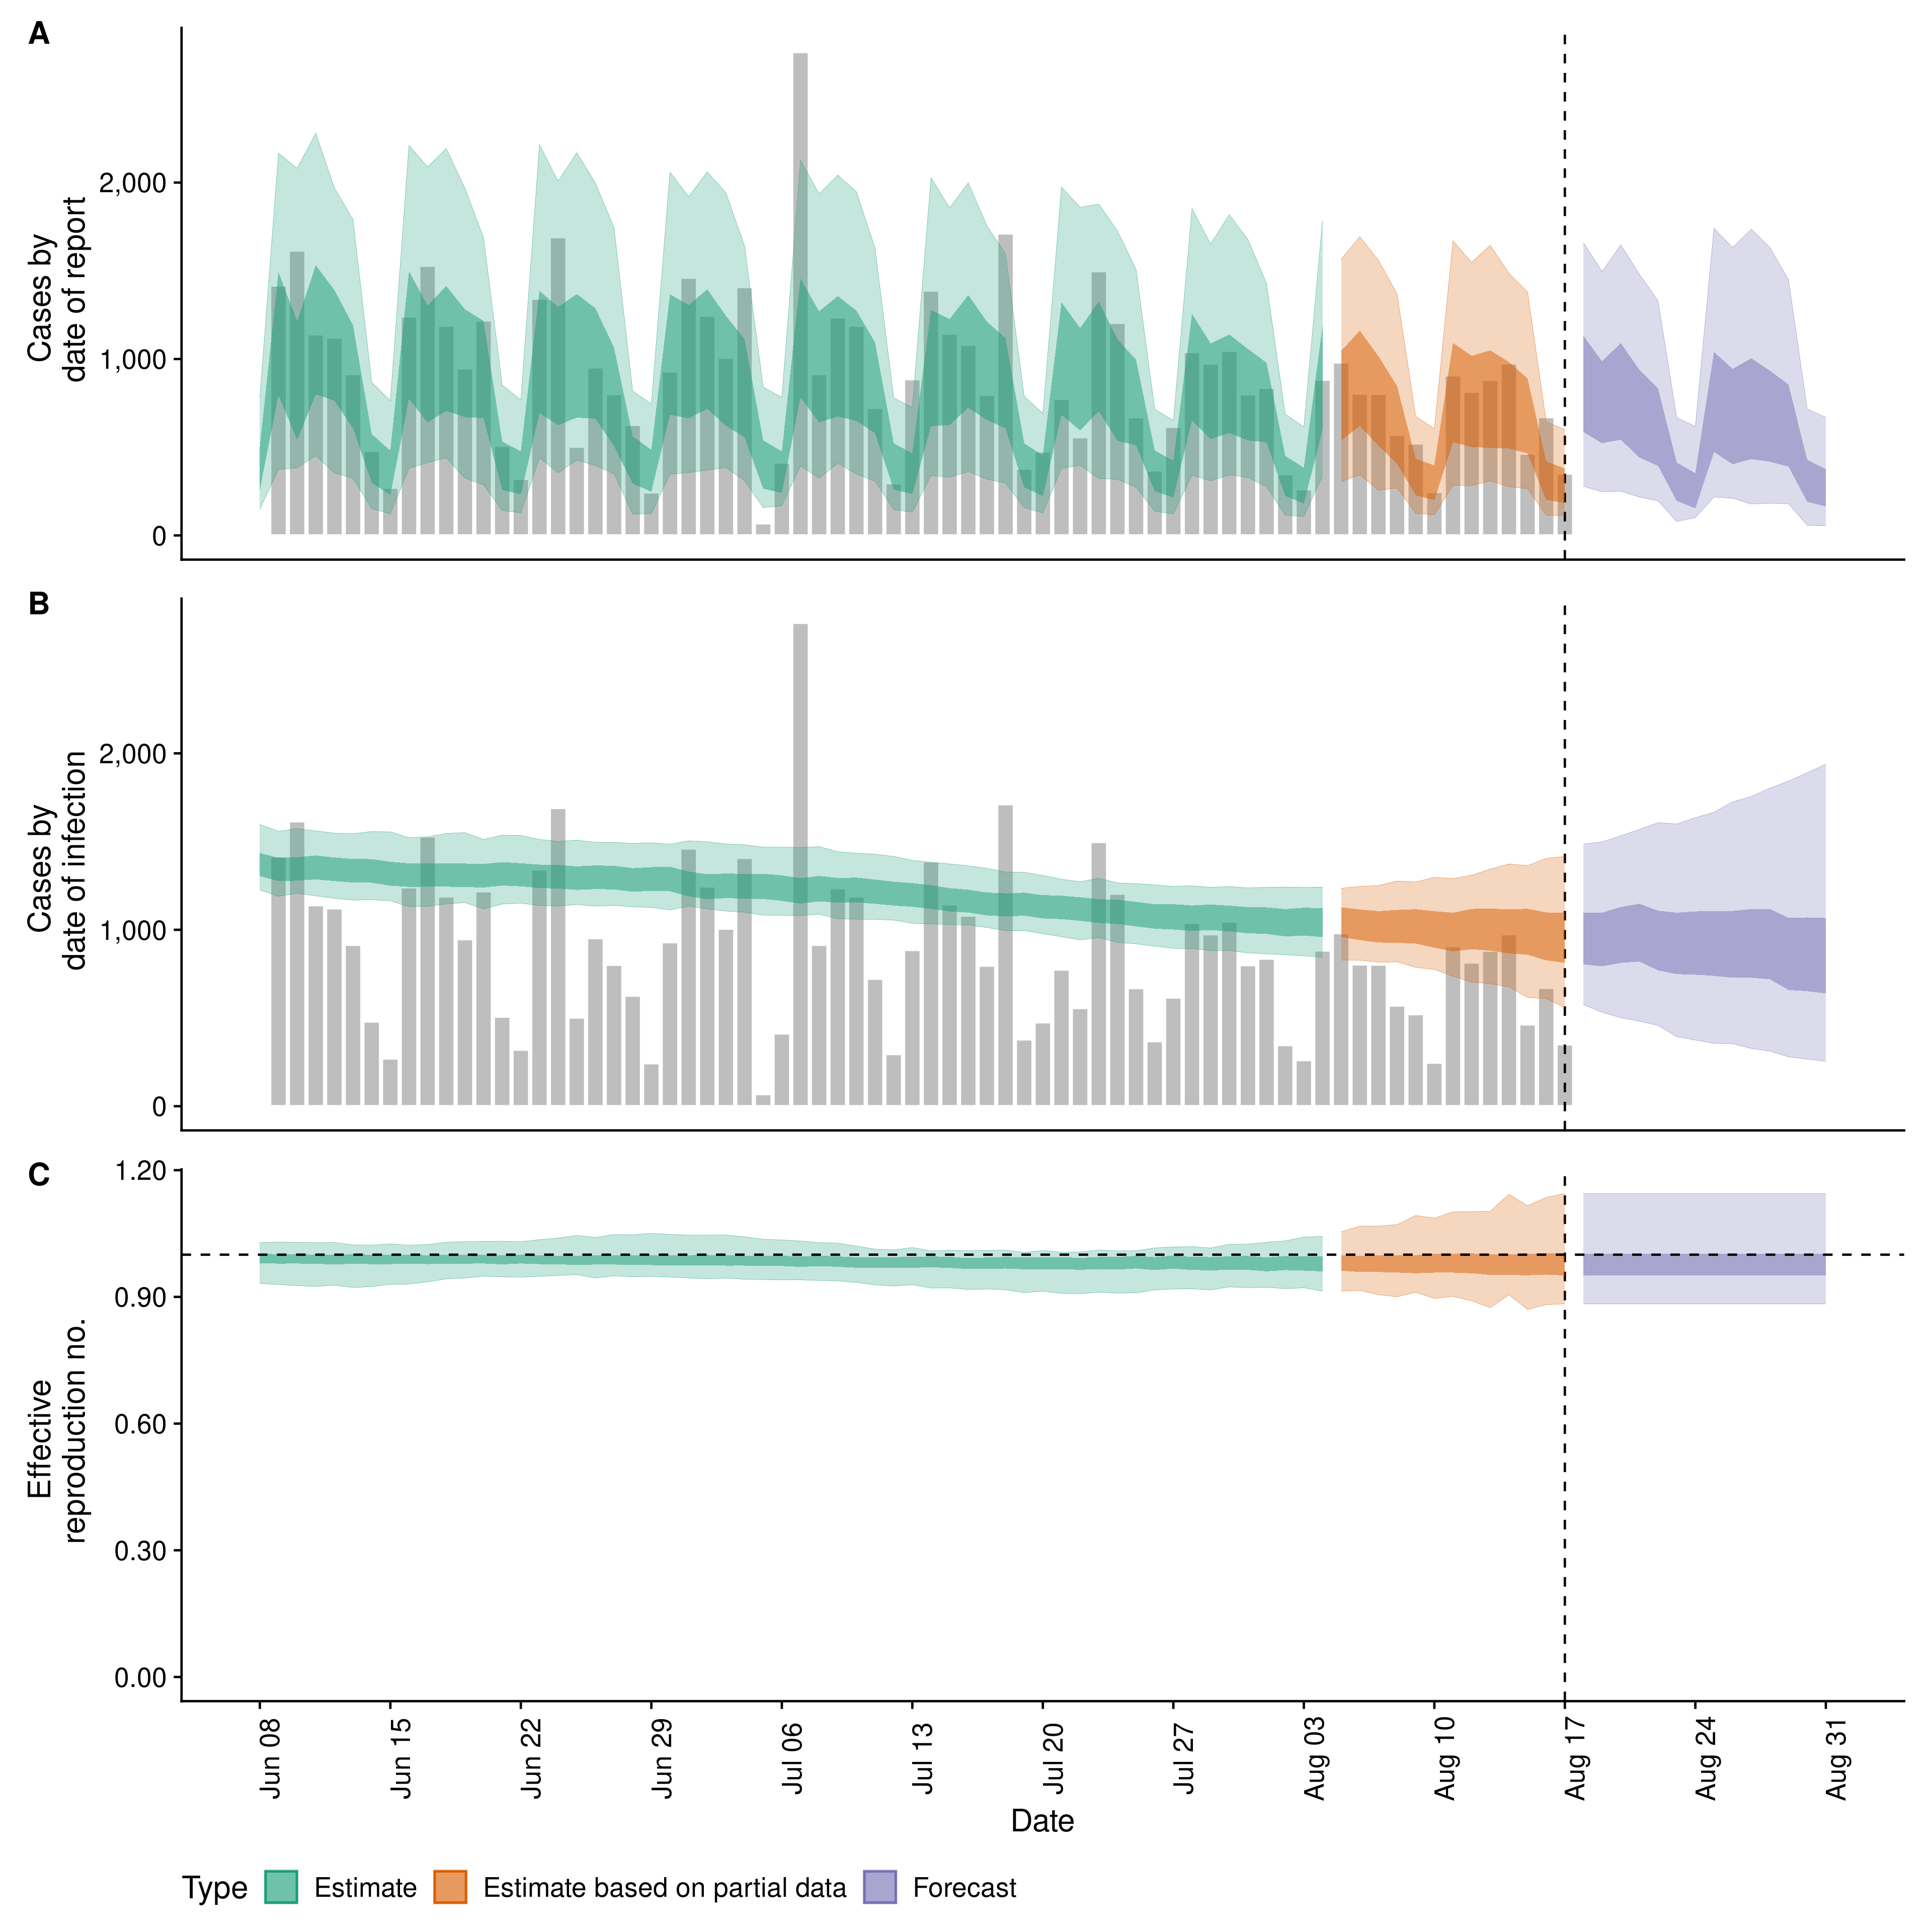 A
Cases by
date of report
2,000
1,000
0
B
Cases by
date of infection
2,000
1,000
0
C
Effective
reproduction no.
1.20
0.90
0.60
0.30
0.00
Jun 08
Jun 15
Jun 22
Jun 29
Jul 06
Jul 13
Jul 20
Jul 27
Aug 03
Aug 10
Aug 17
Aug 24
Aug 31
Date
Type Estimate Estimate based on partial data Forecast